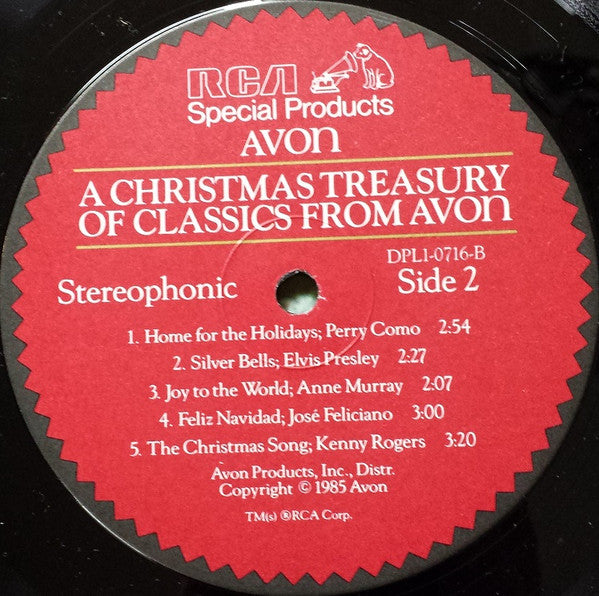 RCA
Special Products
AVON
A CHRISTMAS TREASURY
OF CLASSICS FROM AVON
DPL1-0716-B
Stereophonic Side 2
1. Home for the Holidays; Perry Como 2:54
2. Silver Bells; Elvis Presley 2:27
3. Joy to the World; Anne Murray 2:07
4. Feliz Navidad; José Feliciano 3:00
5. The Christmas Song; Kenny Rogers 3:20
Avon Products, Inc., Distr.
Copyright © 1985 Avon
TM(s) ®RCA Corp.